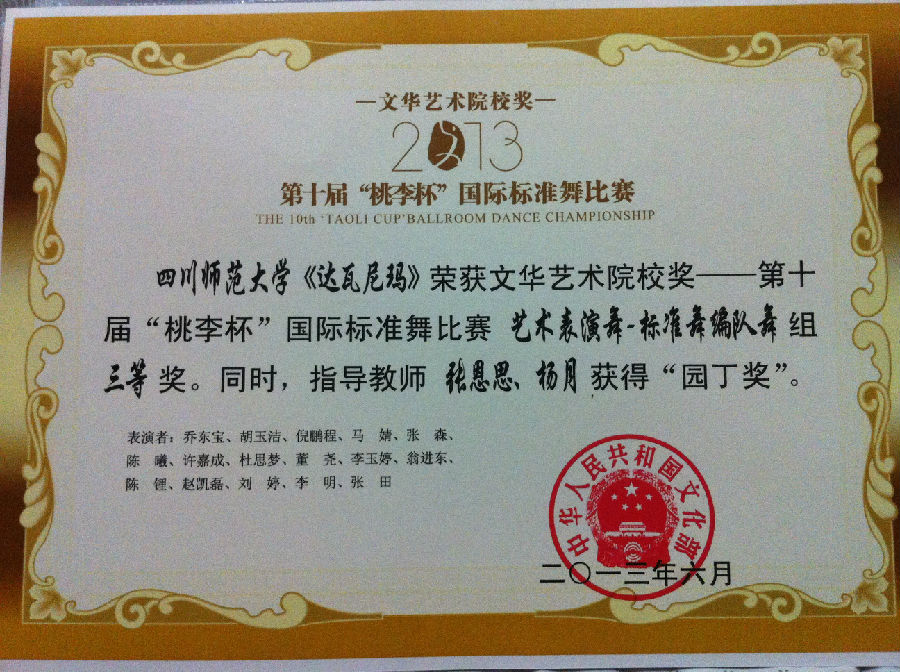 文华艺术院校奖
2013
第十届“桃李杯”国际标准舞比赛
THE 10th 'TAOLI CUP'BALLROOM DANCE CHAMPIONSHIP
四川师范大学《达瓦尼玛》荣获文华艺术院校奖——第十
届“桃李杯”国际标准舞比赛 艺术表演舞-标准舞编队舞 组
三等 奖。同时，指导教师 张恩思、杨月 获得“园丁奖”。
表演者：乔东宝、胡玉洁、倪鹏程、马 婧、张 森、
陈 曦、许嘉成、杜思梦、董 尧、李玉婷、翁进东、
陈 锂、赵凯磊、刘 婷、李 明、张 田
中华人民共和国文化部
二〇一三年六月